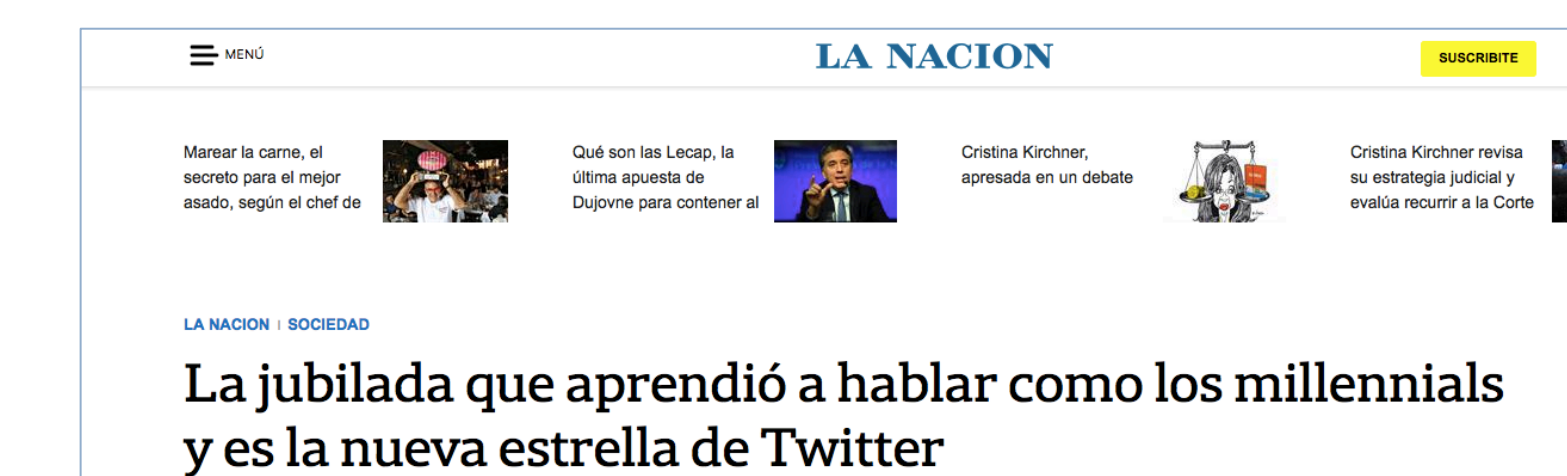 MENÚ
LA NACION
SUSCRIBITE
Marear la carne, el
secreto para el mejor
asado, según el chef de
Qué son las Lecap, la
última apuesta de
Dujovne para contener al
Cristina Kirchner,
apresada en un debate
Cristina Kirchner revisa
su estrategia judicial y
evalúa recurrir a la Corte
LA NACION | SOCIEDAD
La jubilada que aprendió a hablar como los millennials
y es la nueva estrella de Twitter